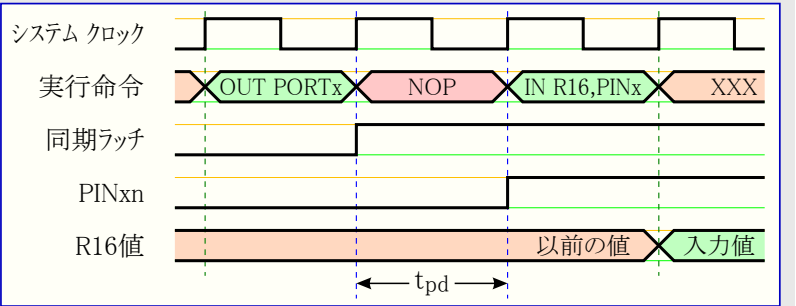 システム クロック
実行命令 OUT PORTx NOP IN R16,PINx XXX
同期ラッチ
PINxn
R16値 以前の値 入力値
tpd